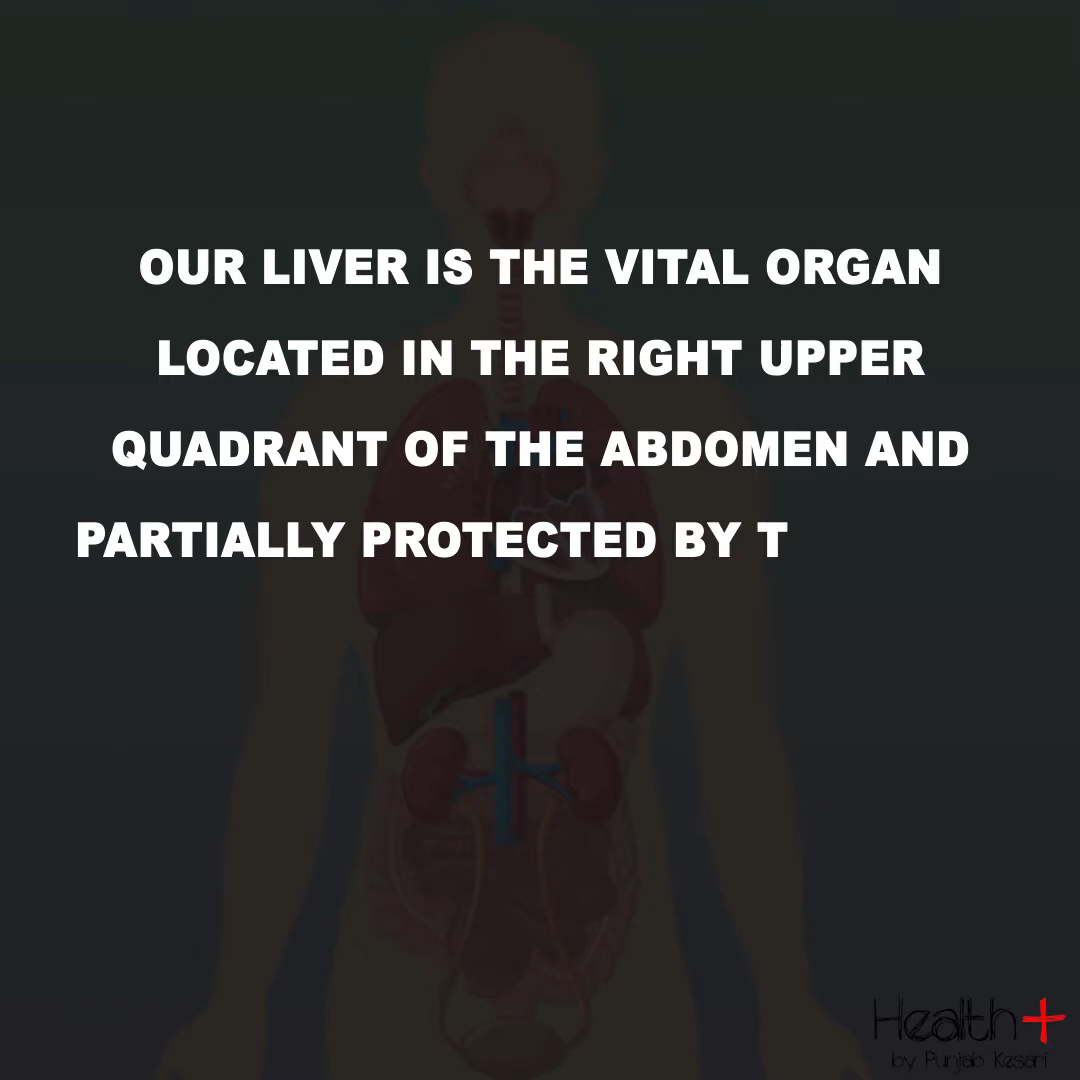 OUR LIVER IS THE VITAL ORGAN
LOCATED IN THE RIGHT UPPER
QUADRANT OF THE ABDOMEN AND
PARTIALLY PROTECTED BY T
Health+
by Punjab Kesari